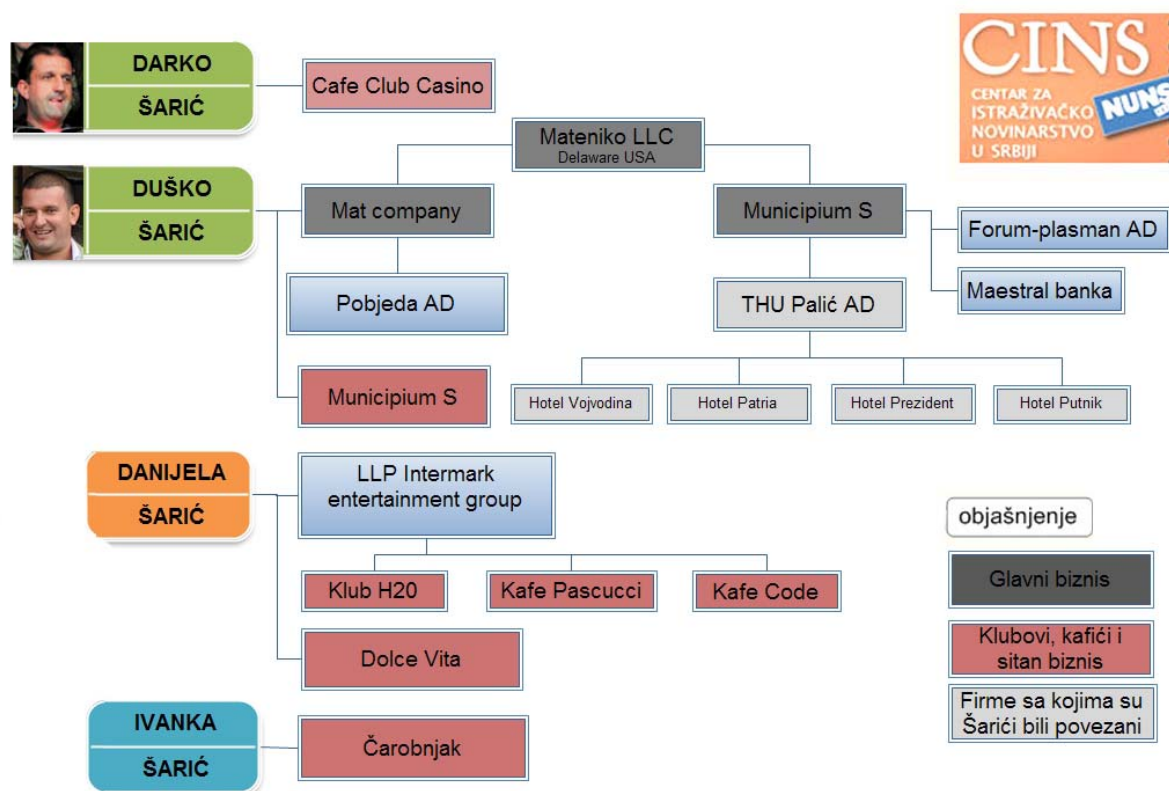 DARKO
ŠARIĆ
Cafe Club Casino
CINS
CENTAR ZA
ISTRAŽIVAČKO
NOVINARSTVO
U SRBIJI
NUNS
Mateniko LLC
Delaware USA
DUŠKO
ŠARIĆ
Mat company
Municipium S
Forum-plasman AD
Maestral banka
Pobjeda AD
THU Palić AD
Municipium S
Hotel Vojvodina
Hotel Patria
Hotel Prezident
Hotel Putnik
DANIJELA
ŠARIĆ
LLP Intermark
entertainment group
Klub H20
Kafe Pascucci
Kafe Code
Dolce Vita
IVANKA
ŠARIĆ
Čarobnjak
objašnjenje
Glavni biznis
Klubovi, kafići i
sitan biznis
Firme sa kojima su
Šarići bili povezani